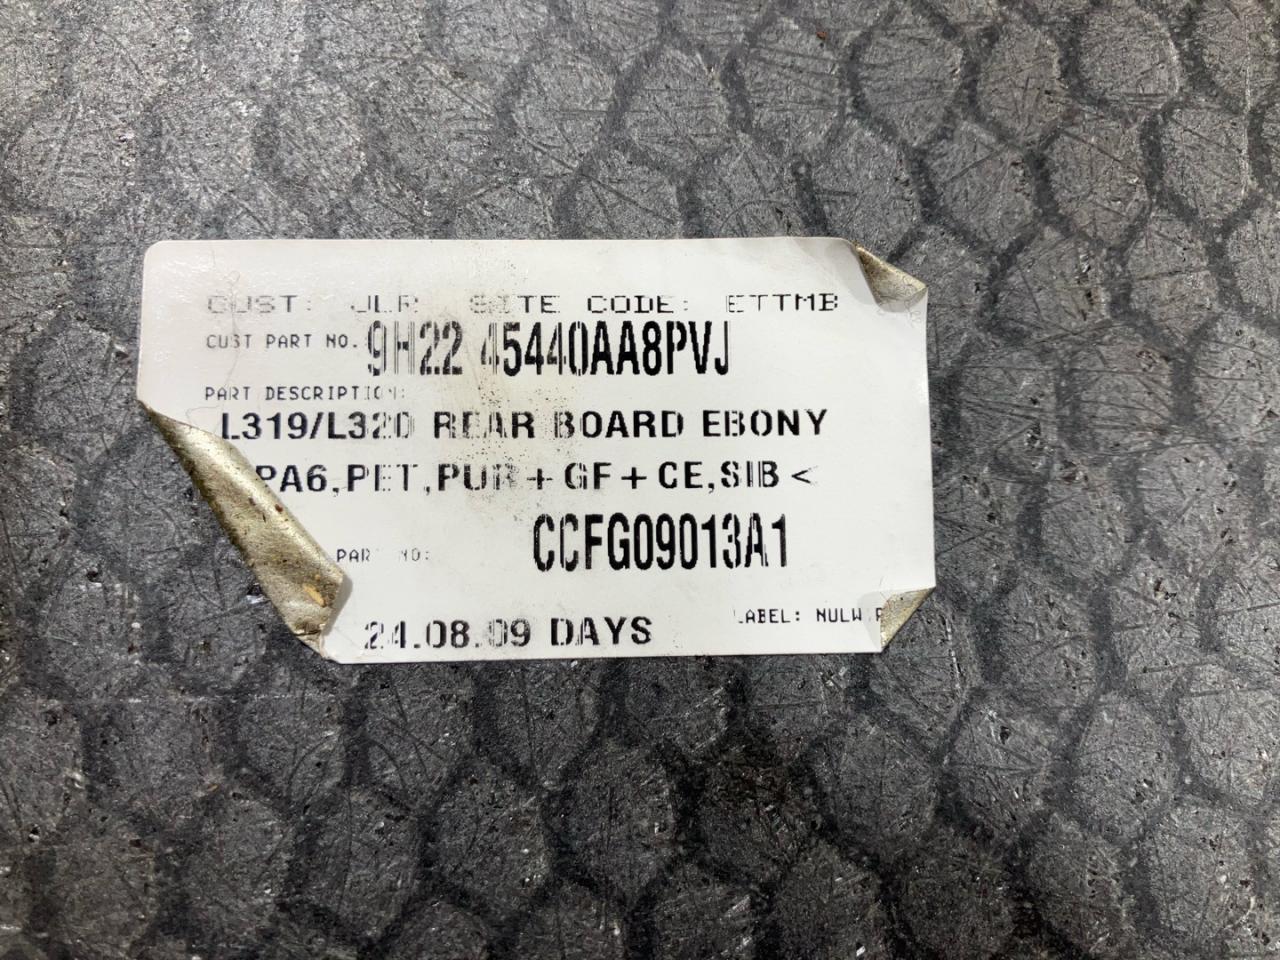 CUST: JLR SITE CODE: ETTMB
CUST PART NO. 9H22 45440AA8PVJ
PART DESCRIPTION:
L319/L320 REAR BOARD EBONY
PA6,PET,PUR+GF+CE,SIB<
PART NO: CCFG09013A1
24.08.09 DAYS
LABEL: